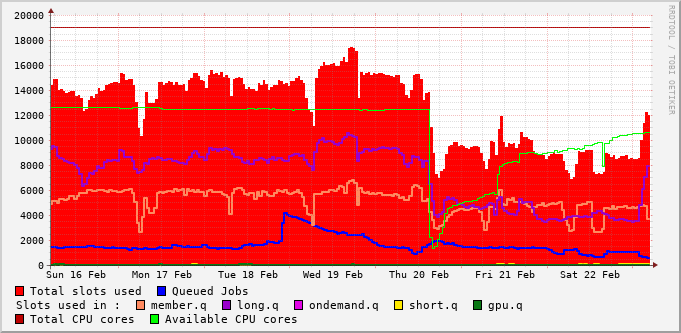 20000
18000
16000
14000
12000
10000
8000
6000
4000
2000
0
Sun 16 Feb Mon 17 Feb Tue 18 Feb Wed 19 Feb Thu 20 Feb Fri 21 Feb Sat 22 Feb
Total slots used Queued Jobs
Slots used in : member.q long.q ondemand.q short.q gpu.q
Total CPU cores Available CPU cores
RRDTOOL / TOBI OETIKER